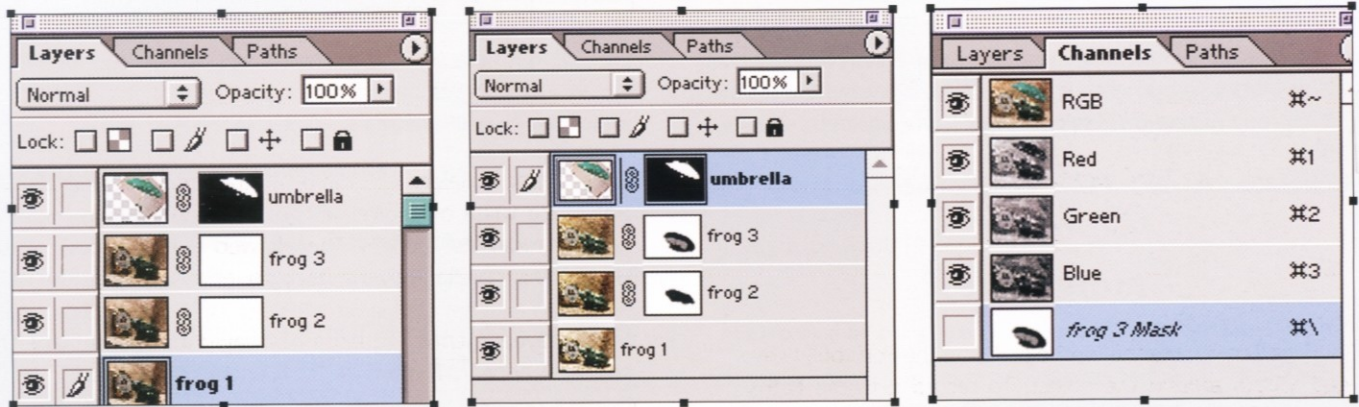 Layers Channels Paths
Normal Opacity: 100%
Lock:
umbrella
frog 3
frog 2
frog 1
Layers Channels Paths
Normal Opacity: 100%
Lock:
umbrella
frog 3
frog 2
frog 1
Layers Channels Paths
RGB ⌘~
Red ⌘1
Green ⌘2
Blue ⌘3
frog 3 Mask ⌘\